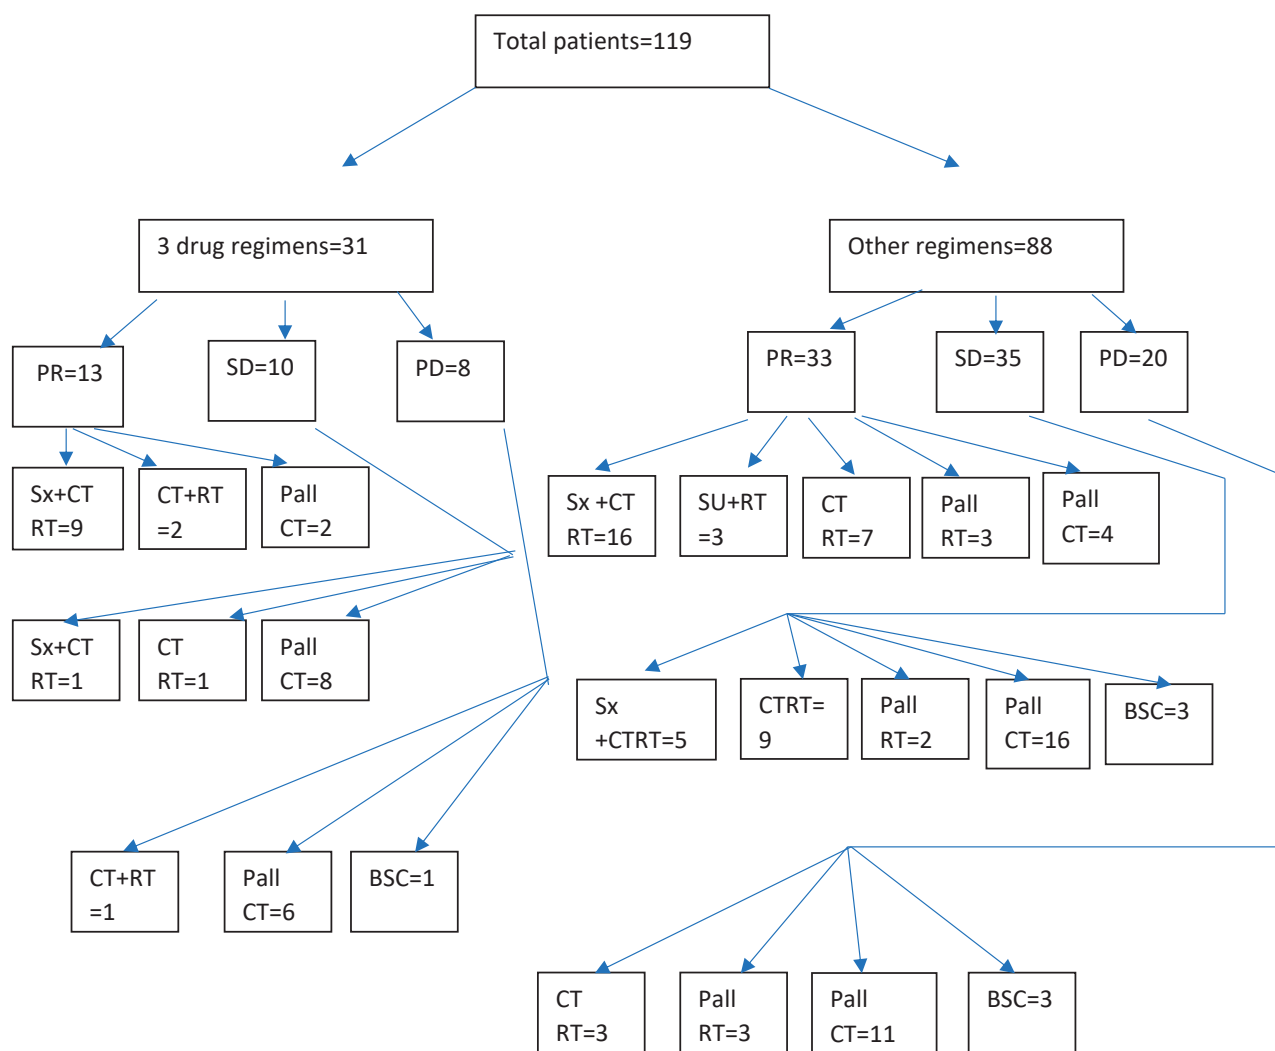 Total patients=119
3 drug regimens=31
Other regimens=88
PR=13
SD=10
PD=8
PR=33
SD=35
PD=20
Sx+CT
RT=9
CT+RT
=2
Pall
CT=2
Sx +CT
RT=16
SU+RT
=3
CT
RT=7
Pall
RT=3
Pall
CT=4
Sx+CT
RT=1
CT
RT=1
Pall
CT=8
Sx
+CTRT=5
CTRT=
9
Pall
RT=2
Pall
CT=16
BSC=3
CT+RT
=1
Pall
CT=6
BSC=1
CT
RT=3
Pall
RT=3
Pall
CT=11
BSC=3